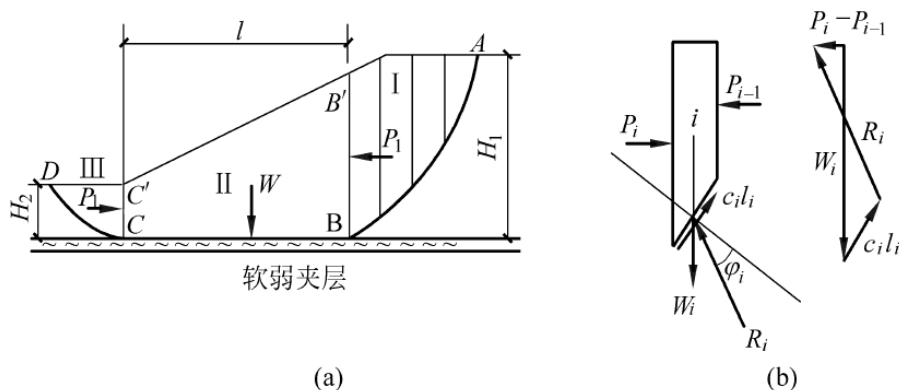 l
A
B′
I
P₁
H₁
D
III
P₁
C′
II
W
H₂
C
B
软弱夹层
(a)
Pᵢ
Pᵢ₋₁
i
cᵢlᵢ
φᵢ
Wᵢ
Rᵢ
Pᵢ−Pᵢ₋₁
Rᵢ
Wᵢ
cᵢlᵢ
(b)